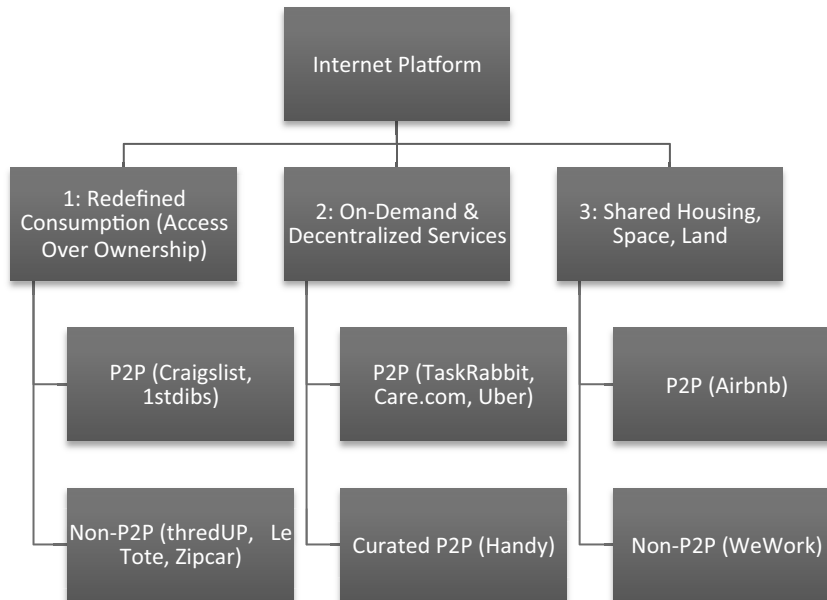 Internet Platform
1: Redefined
Consumption (Access
Over Ownership)
2: On-Demand &
Decentralized Services
3: Shared Housing,
Space, Land
P2P (Craigslist,
1stdibs)
P2P (TaskRabbit,
Care.com, Uber)
P2P (Airbnb)
Non-P2P (thredUP, Le
Tote, Zipcar)
Curated P2P (Handy)
Non-P2P (WeWork)